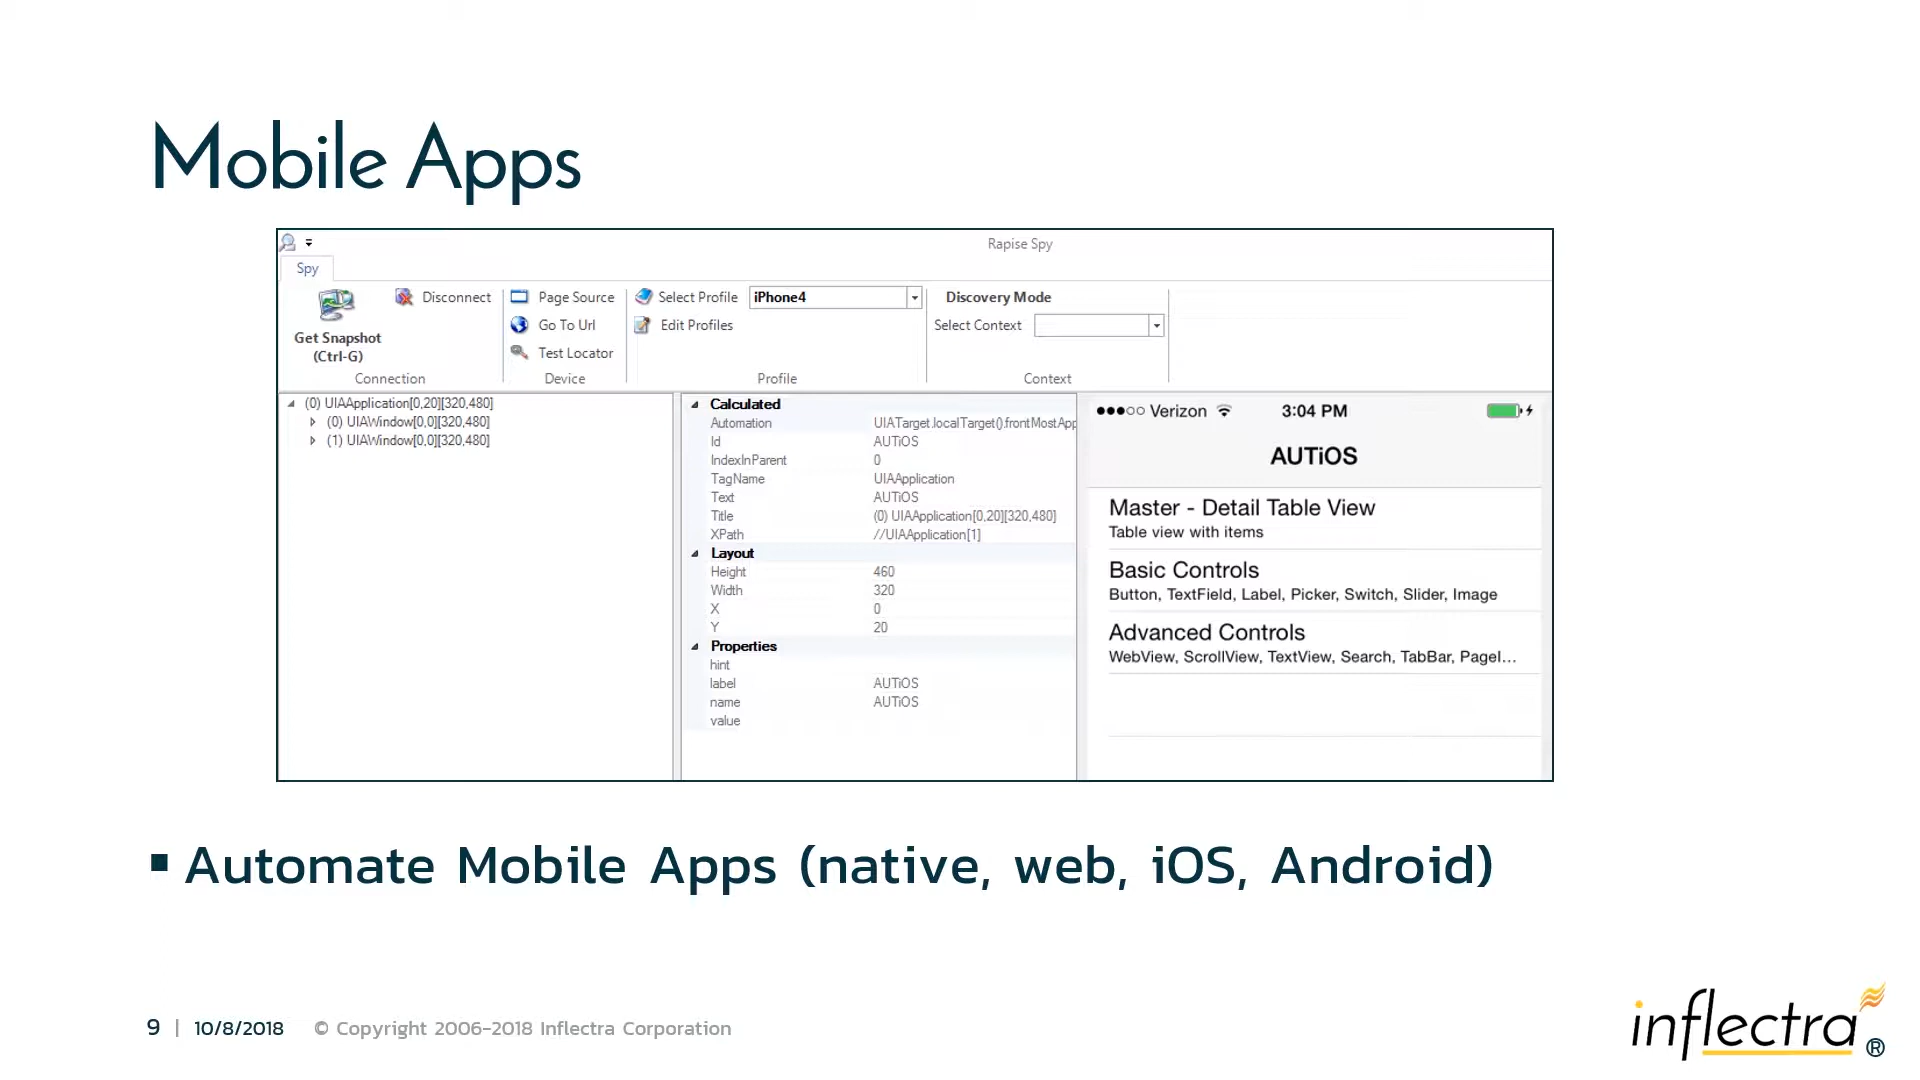 Mobile Apps
Rapise Spy
Spy
Get Snapshot
(Ctrl-G)
Disconnect
Connection
Page Source
Go To Url
Test Locator
Device
Select Profile iPhone4
Edit Profiles
Profile
Discovery Mode
Select Context
Context
(0) UIAApplication[0,20][320,480]
(0) UIAWindow[0,0][320,480]
(1) UIAWindow[0,0][320,480]
Calculated
Automation UIATarget.localTarget().frontMostApp
Id AUTiOS
IndexInParent 0
TagName UIAApplication
Text AUTiOS
Title (0) UIAApplication[0,20][320,480]
XPath //UIAApplication[1]
Layout
Height 460
Width 320
X 0
Y 20
Properties
hint
label AUTiOS
name AUTiOS
value
Verizon 3:04 PM
AUTiOS
Master - Detail Table View
Table view with items
Basic Controls
Button, TextField, Label, Picker, Switch, Slider, Image
Advanced Controls
WebView, ScrollView, TextView, Search, TabBar, PageI...
▪ Automate Mobile Apps (native, web, iOS, Android)
9 | 10/8/2018 © Copyright 2006-2018 Inflectra Corporation
inflectra®